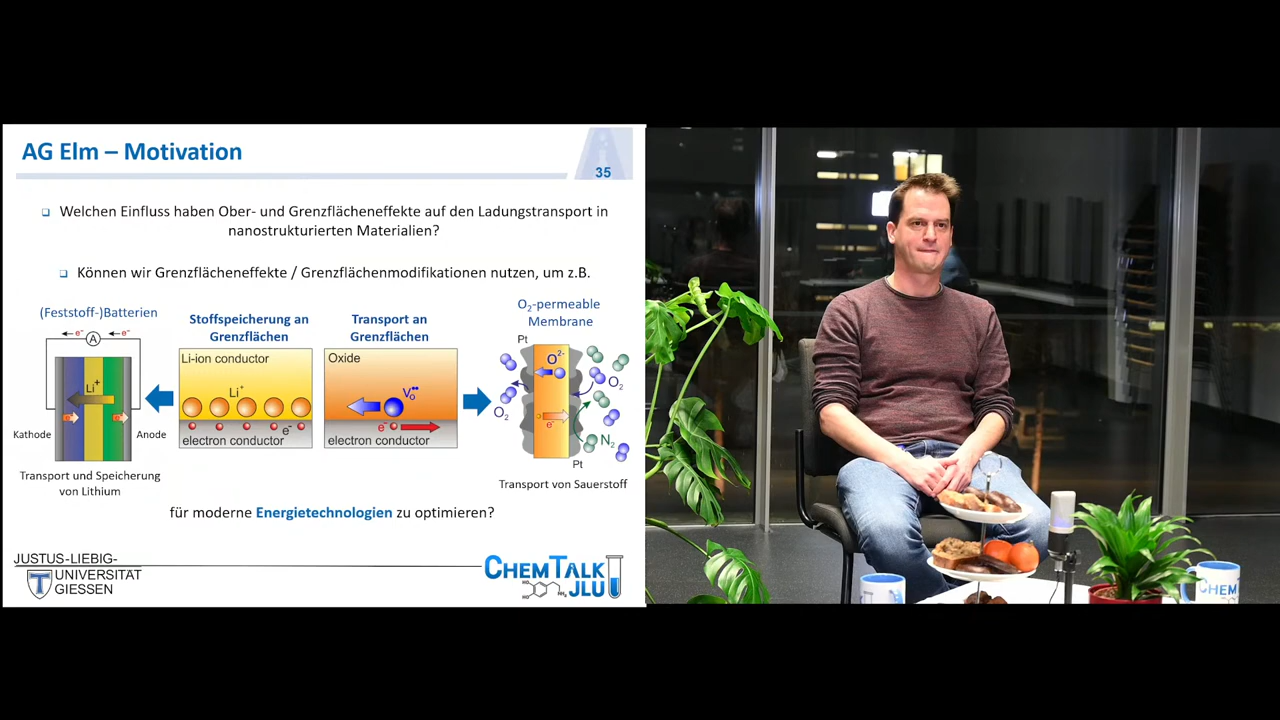 AG Elm – Motivation
35
Welchen Einfluss haben Ober- und Grenzflächeneffekte auf den Ladungstransport in
nanostrukturierten Materialien?
Können wir Grenzflächeneffekte / Grenzflächenmodifikationen nutzen, um z.B.
(Feststoff-)Batterien
e⁻ A e⁻
Li⁺
Kathode
Anode
Transport und Speicherung
von Lithium
Stoffspeicherung an
Grenzflächen
Li-ion conductor
Li⁺
e⁻
electron conductor
Transport an
Grenzflächen
Oxide
V_O^••
e⁻
electron conductor
O₂-permeable
Membrane
Pt
O²⁻
O₂
O₂
e⁻
N₂
Pt
Transport von Sauerstoff
für moderne Energietechnologien zu optimieren?
JUSTUS-LIEBIG-
UNIVERSITÄT
GIESSEN
CHEMTALK
JLU
CHEM